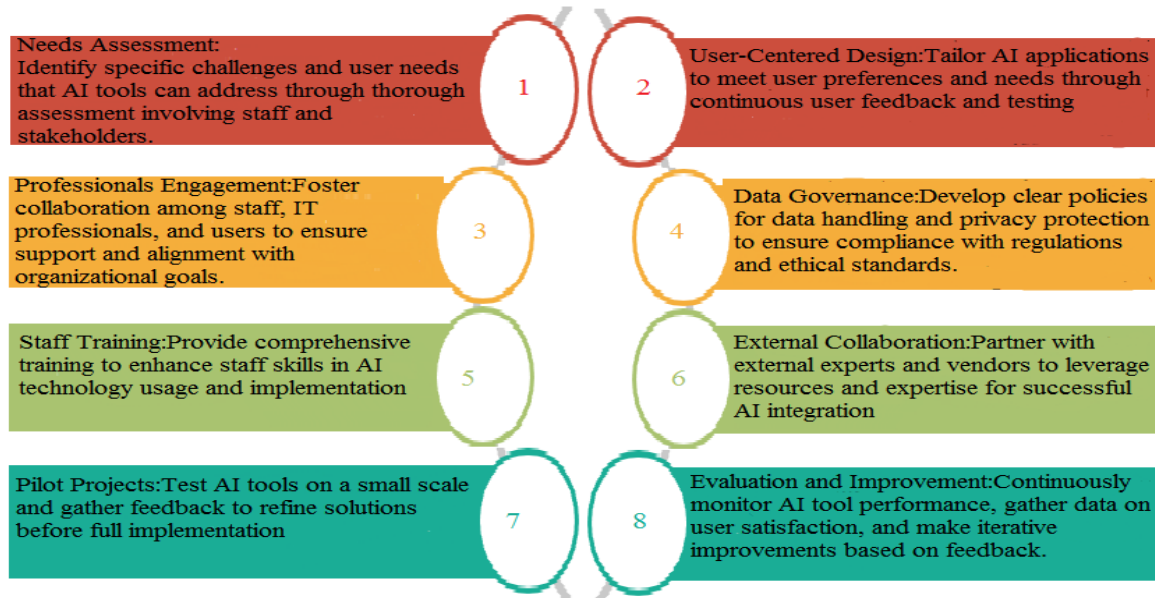 Needs Assessment:
Identify specific challenges and user needs
that AI tools can address through thorough
assessment involving staff and
stakeholders.
1
2
User-Centered Design:Tailor AI applications
to meet user preferences and needs through
continuous user feedback and testing
Professionals Engagement:Foster
collaboration among staff, IT
professionals, and users to ensure
support and alignment with
organizational goals.
3
4
Data Governance:Develop clear policies
for data handling and privacy protection
to ensure compliance with regulations
and ethical standards.
Staff Training:Provide comprehensive
training to enhance staff skills in AI
technology usage and implementation
5
6
External Collaboration:Partner with
external experts and vendors to leverage
resources and expertise for successful
AI integration
Pilot Projects:Test AI tools on a small scale
and gather feedback to refine solutions
before full implementation
7
8
Evaluation and Improvement:Continuously
monitor AI tool performance, gather data on
user satisfaction, and make iterative
improvements based on feedback.